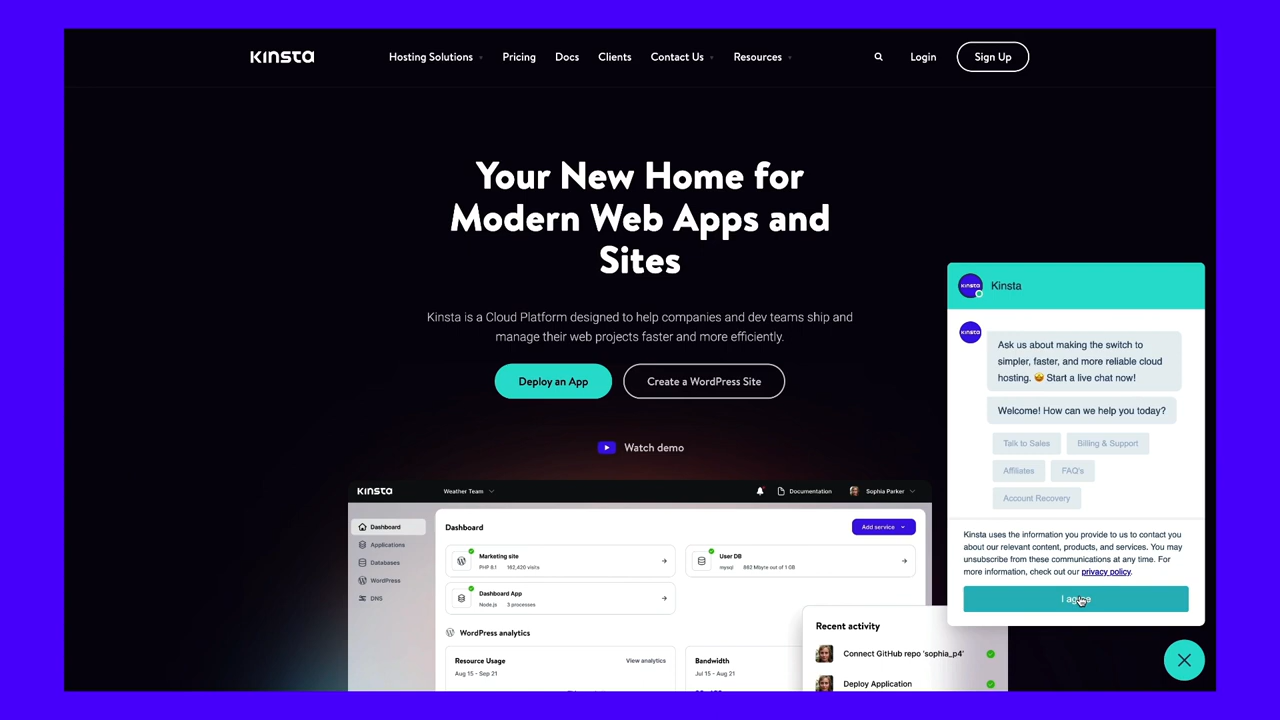 KINSTA
Hosting Solutions
Pricing
Docs
Clients
Contact Us
Resources
Login
Sign Up
Your New Home for
Modern Web Apps and
Sites
Kinsta is a Cloud Platform designed to help companies and dev teams ship and
manage their web projects faster and more efficiently.
Deploy an App
Create a WordPress Site
Watch demo
KINSTA
Weather Team
Documentation
Sophia Parker
Dashboard
Applications
Databases
WordPress
DNS
Dashboard
Add service
Marketing site
PHP 8.1 162,420 visits
User DB
mysql 862 Mbyte out of 1 GB
Dashboard App
Node.js 3 processes
WordPress analytics
Resource Usage
View analytics
Aug 15 - Sep 21
Bandwidth
Jul 15 - Aug 21
Recent activity
Connect GitHub repo 'sophia_p4'
Deploy Application
KINSTA
Kinsta
KINSTA
Ask us about making the switch to
simpler, faster, and more reliable cloud
hosting. 🤩 Start a live chat now!
Welcome! How can we help you today?
Talk to Sales
Billing & Support
Affiliates
FAQ's
Account Recovery
Kinsta uses the information you provide to us to contact you
about our relevant content, products, and services. You may
unsubscribe from these communications at any time. For
more information, check out our privacy policy.
I agree